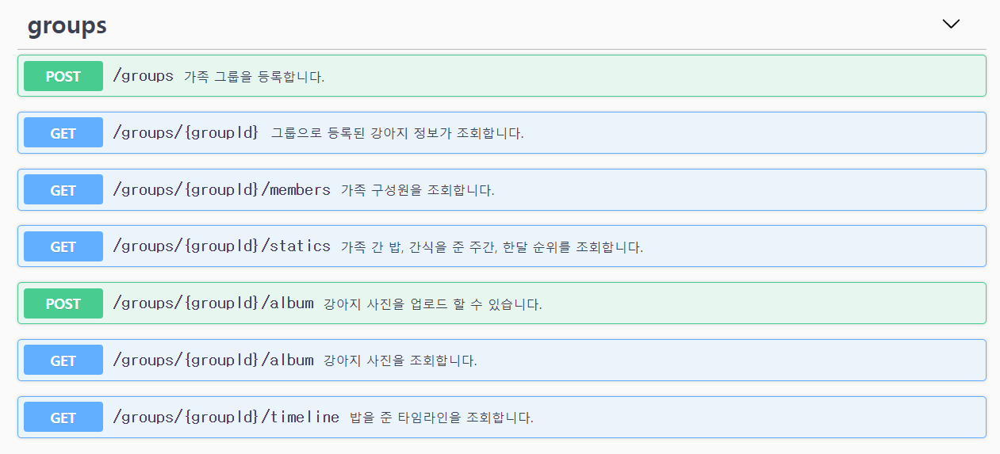 groups
POST /groups 가족 그룹을 등록합니다.
GET /groups/{groupId} 그룹으로 등록된 강아지 정보가 조회합니다.
GET /groups/{groupId}/members 가족 구성원을 조회합니다.
GET /groups/{groupId}/statics 가족 간 밥, 간식을 준 주간, 한달 순위를 조회합니다.
POST /groups/{groupId}/album 강아지 사진을 업로드 할 수 있습니다.
GET /groups/{groupId}/album 강아지 사진을 조회합니다.
GET /groups/{groupId}/timeline 밥을 준 타임라인을 조회합니다.